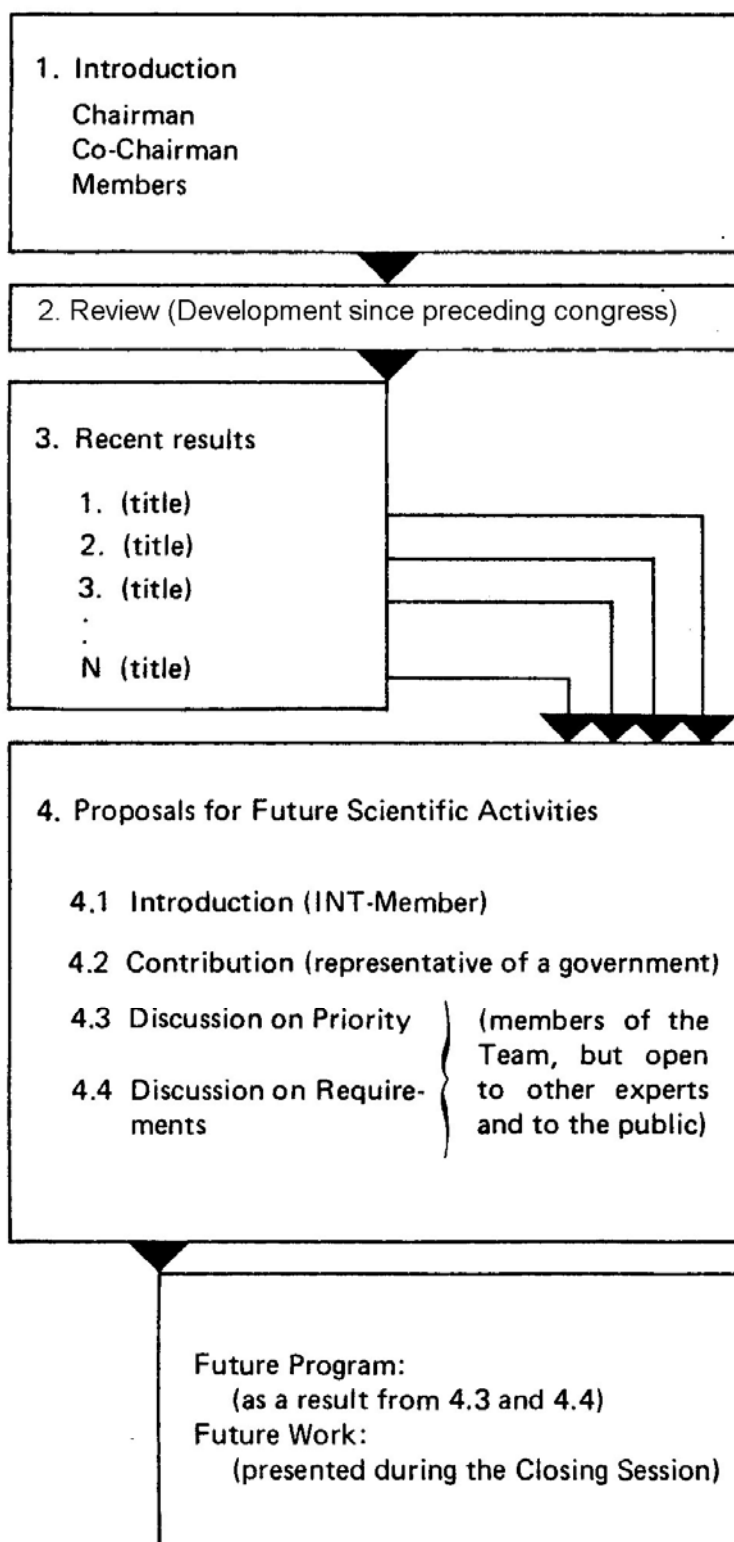 1. Introduction
Chairman
Co-Chairman
Members
2. Review (Development since preceding congress)
3. Recent results
1. (title)
2. (title)
3. (title)
.
.
N (title)
4. Proposals for Future Scientific Activities
4.1 Introduction (INT-Member)
4.2 Contribution (representative of a government)
4.3 Discussion on Priority
4.4 Discussion on Require-
ments
(members of the
Team, but open
to other experts
and to the public)
Future Program:
(as a result from 4.3 and 4.4)
Future Work:
(presented during the Closing Session)